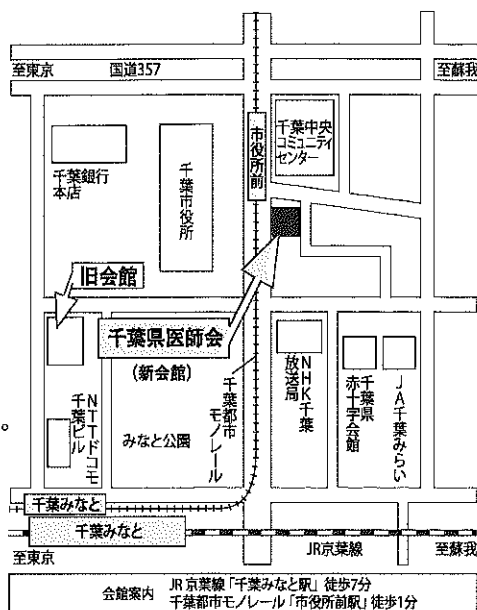 至東京
国道357
至蘇我
市役所前
千葉中央
コミュニティ
センター
千葉銀行
本店
千葉市役所
旧会館
千葉県医師会
(新会館)
NTTドコモ
千葉ビル
みなと公園
千葉都市
モノレール
NHK千葉
放送局
千葉県
赤十字会館
JA千葉みらい
。
千葉みなと
千葉みなと
至東京
JR京葉線
至蘇我
会館案内
JR京葉線「千葉みなと駅」徒歩7分
千葉都市モノレール「市役所前駅」徒歩1分